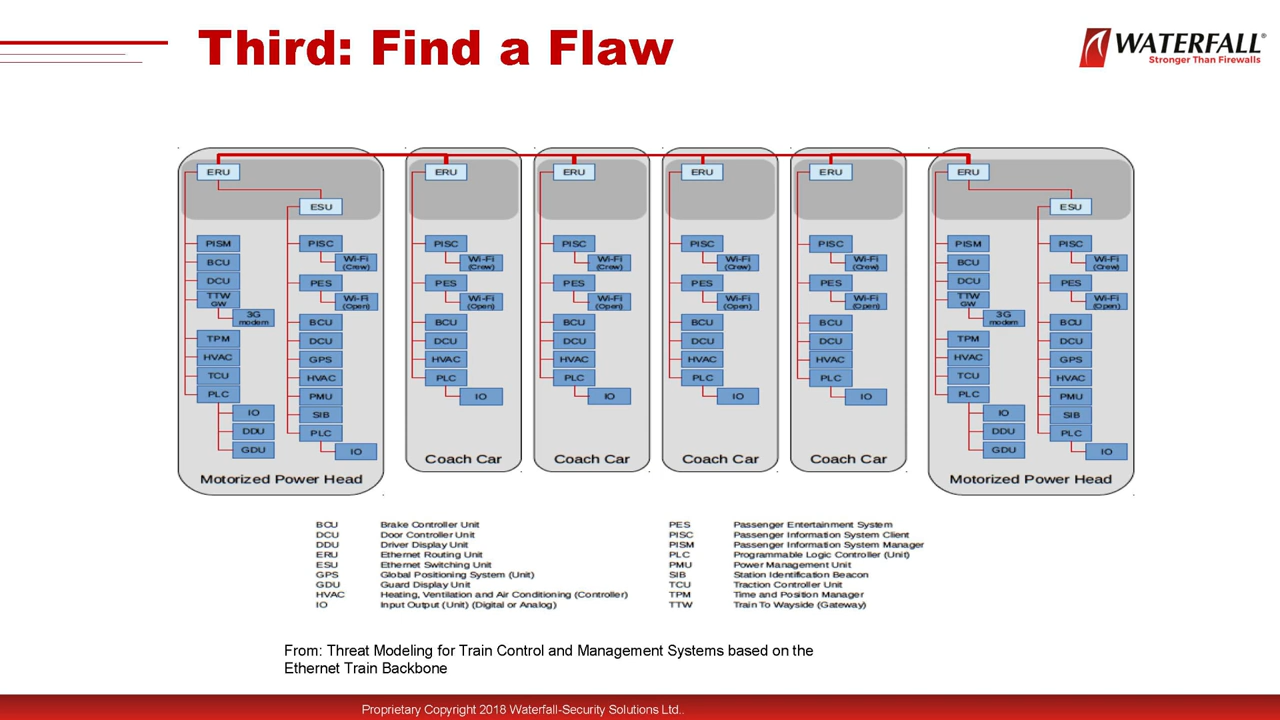 Third: Find a Flaw
WATERFALL®
Stronger Than Firewalls
ERU
ESU
PISM
BCU
DCU
TTW
GW
3G
modem
TPM
HVAC
TCU
PLC
IO
DDU
GDU
PISC
Wi-Fi
(Crew)
PES
Wi-Fi
(Open)
BCU
DCU
GPS
HVAC
PMU
SIB
PLC
IO
Motorized Power Head
ERU
PISC
Wi-Fi
(Crew)
PES
Wi-Fi
(Open)
BCU
DCU
HVAC
PLC
IO
Coach Car
ERU
PISC
Wi-Fi
(Crew)
PES
Wi-Fi
(Open)
BCU
DCU
HVAC
PLC
IO
Coach Car
ERU
PISC
Wi-Fi
(Crew)
PES
Wi-Fi
(Open)
BCU
DCU
HVAC
PLC
IO
Coach Car
ERU
PISC
Wi-Fi
(Crew)
PES
Wi-Fi
(Open)
BCU
DCU
HVAC
PLC
IO
Coach Car
ERU
ESU
PISM
BCU
DCU
TTW
GW
3G
modem
TPM
HVAC
TCU
PLC
IO
DDU
GDU
PISC
Wi-Fi
(Crew)
PES
Wi-Fi
(Open)
BCU
DCU
GPS
HVAC
PMU
SIB
PLC
IO
Motorized Power Head
BCU Brake Controller Unit
DCU Door Controller Unit
DDU Driver Display Unit
ERU Ethernet Routing Unit
ESU Ethernet Switching Unit
GPS Global Positioning System (Unit)
GDU Guard Display Unit
HVAC Heating, Ventilation and Air Conditioning (Controller)
IO Input Output (Unit) (Digital or Analog)
PES Passenger Entertainment System
PISC Passenger Information System Client
PISM Passenger Information System Manager
PLC Programmable Logic Controller (Unit)
PMU Power Management Unit
SIB Station Identification Beacon
TCU Traction Controller Unit
TPM Time and Position Manager
TTW Train To Wayside (Gateway)
From: Threat Modeling for Train Control and Management Systems based on the
Ethernet Train Backbone
Proprietary Copyright 2018 Waterfall-Security Solutions Ltd..